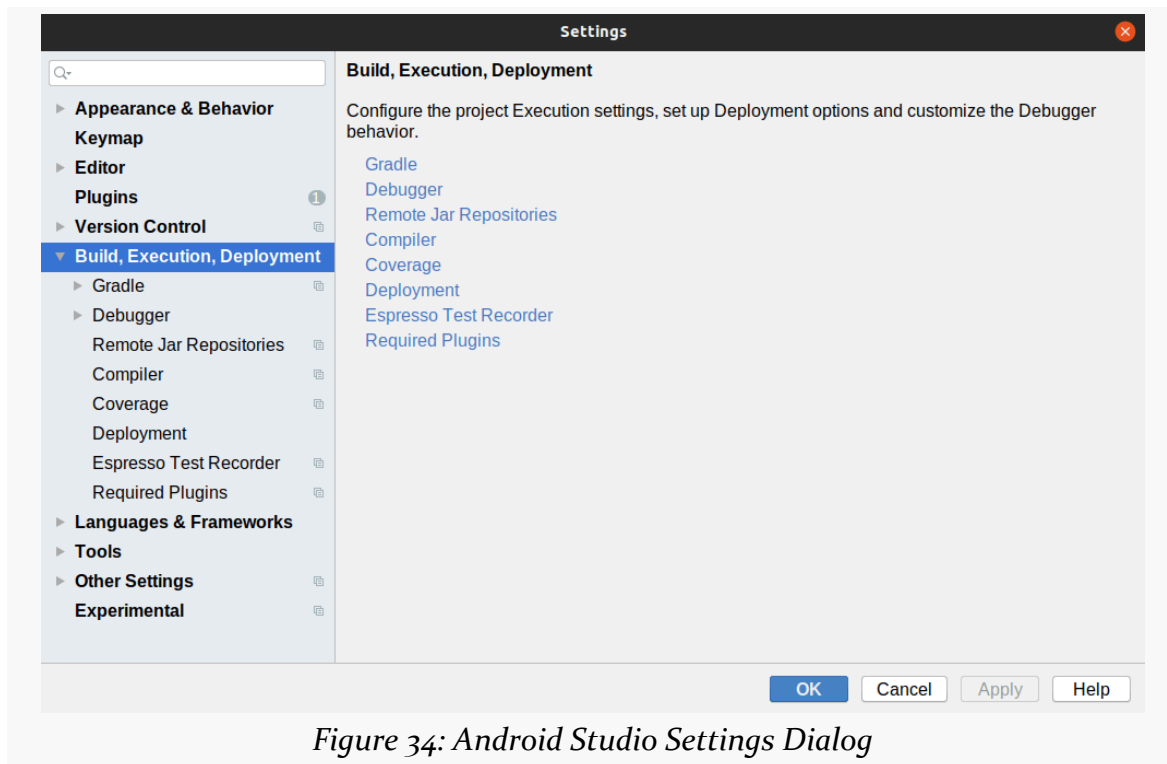 Settings
Appearance & Behavior
Keymap
Editor
Plugins 1
Version Control
Build, Execution, Deployment
Gradle
Debugger
Remote Jar Repositories
Compiler
Coverage
Deployment
Espresso Test Recorder
Required Plugins
Languages & Frameworks
Tools
Other Settings
Experimental
Build, Execution, Deployment
Configure the project Execution settings, set up Deployment options and customize the Debugger
behavior.
Gradle
Debugger
Remote Jar Repositories
Compiler
Coverage
Deployment
Espresso Test Recorder
Required Plugins
OK Cancel Apply Help
Figure 34: Android Studio Settings Dialog